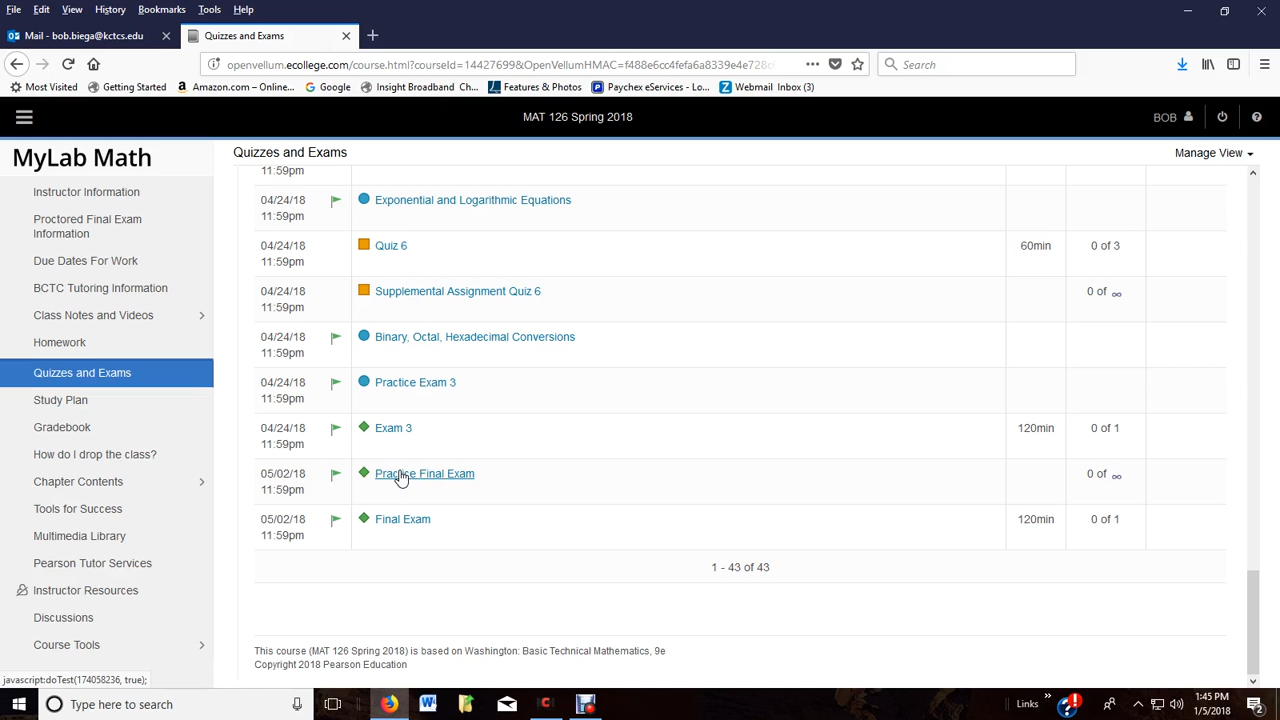 File Edit View History Bookmarks Tools Help
Mail - bob.biega@kctcs.edu
Quizzes and Exams
openvellum.ecollege.com/course.html?courseId=14427699&OpenVellumHMAC=f488e6cc4fefa6a8339e4e728c
Search
Most Visited Getting Started Amazon.com – Online... Google Insight Broadband Ch... Features & Photos Paychex eServices - Lo... Webmail Inbox (3)
MAT 126 Spring 2018
BOB
MyLab Math
Quizzes and Exams
Manage View
Instructor Information
Proctored Final Exam
Information
Due Dates For Work
BCTC Tutoring Information
Class Notes and Videos
Homework
Quizzes and Exams
Study Plan
Gradebook
How do I drop the class?
Chapter Contents
Tools for Success
Multimedia Library
Pearson Tutor Services
Instructor Resources
Discussions
Course Tools
11:59pm
04/24/18 Exponential and Logarithmic Equations
11:59pm
04/24/18 Quiz 6 60min 0 of 3
11:59pm
04/24/18 Supplemental Assignment Quiz 6 0 of ∞
11:59pm
04/24/18 Binary, Octal, Hexadecimal Conversions
11:59pm
04/24/18 Practice Exam 3
11:59pm
04/24/18 Exam 3 120min 0 of 1
11:59pm
05/02/18 Practice Final Exam 0 of ∞
11:59pm
05/02/18 Final Exam 120min 0 of 1
11:59pm
1 - 43 of 43
This course (MAT 126 Spring 2018) is based on Washington: Basic Technical Mathematics, 9e
Copyright 2018 Pearson Education
javascript:doTest(174058236, true);
Type here to search
Links
1:45 PM
1/5/2018